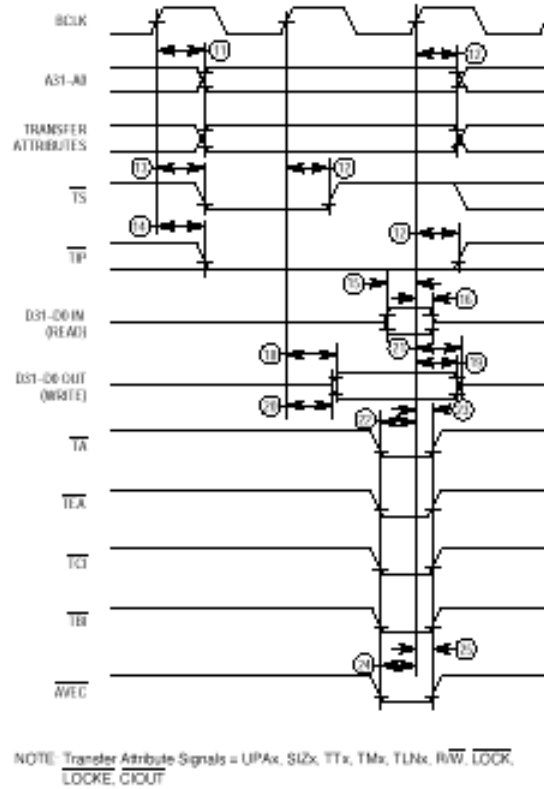 BCLK
11
12
A31-A0
TRANSFER
ATTRIBUTES
13
12
TS
14
12
TIP
15
16
D31-D0 IN
(READ)
21
18
19
D31-D0 OUT
(WRITE)
20
23
22
TA
TEA
TCI
TBI
25
24
AVEC
NOTE: Transfer Attribute Signals = UPAx, SIZx, TTx, TMx, TLNx, R/W, LOCK,
LOCKE, CIOUT